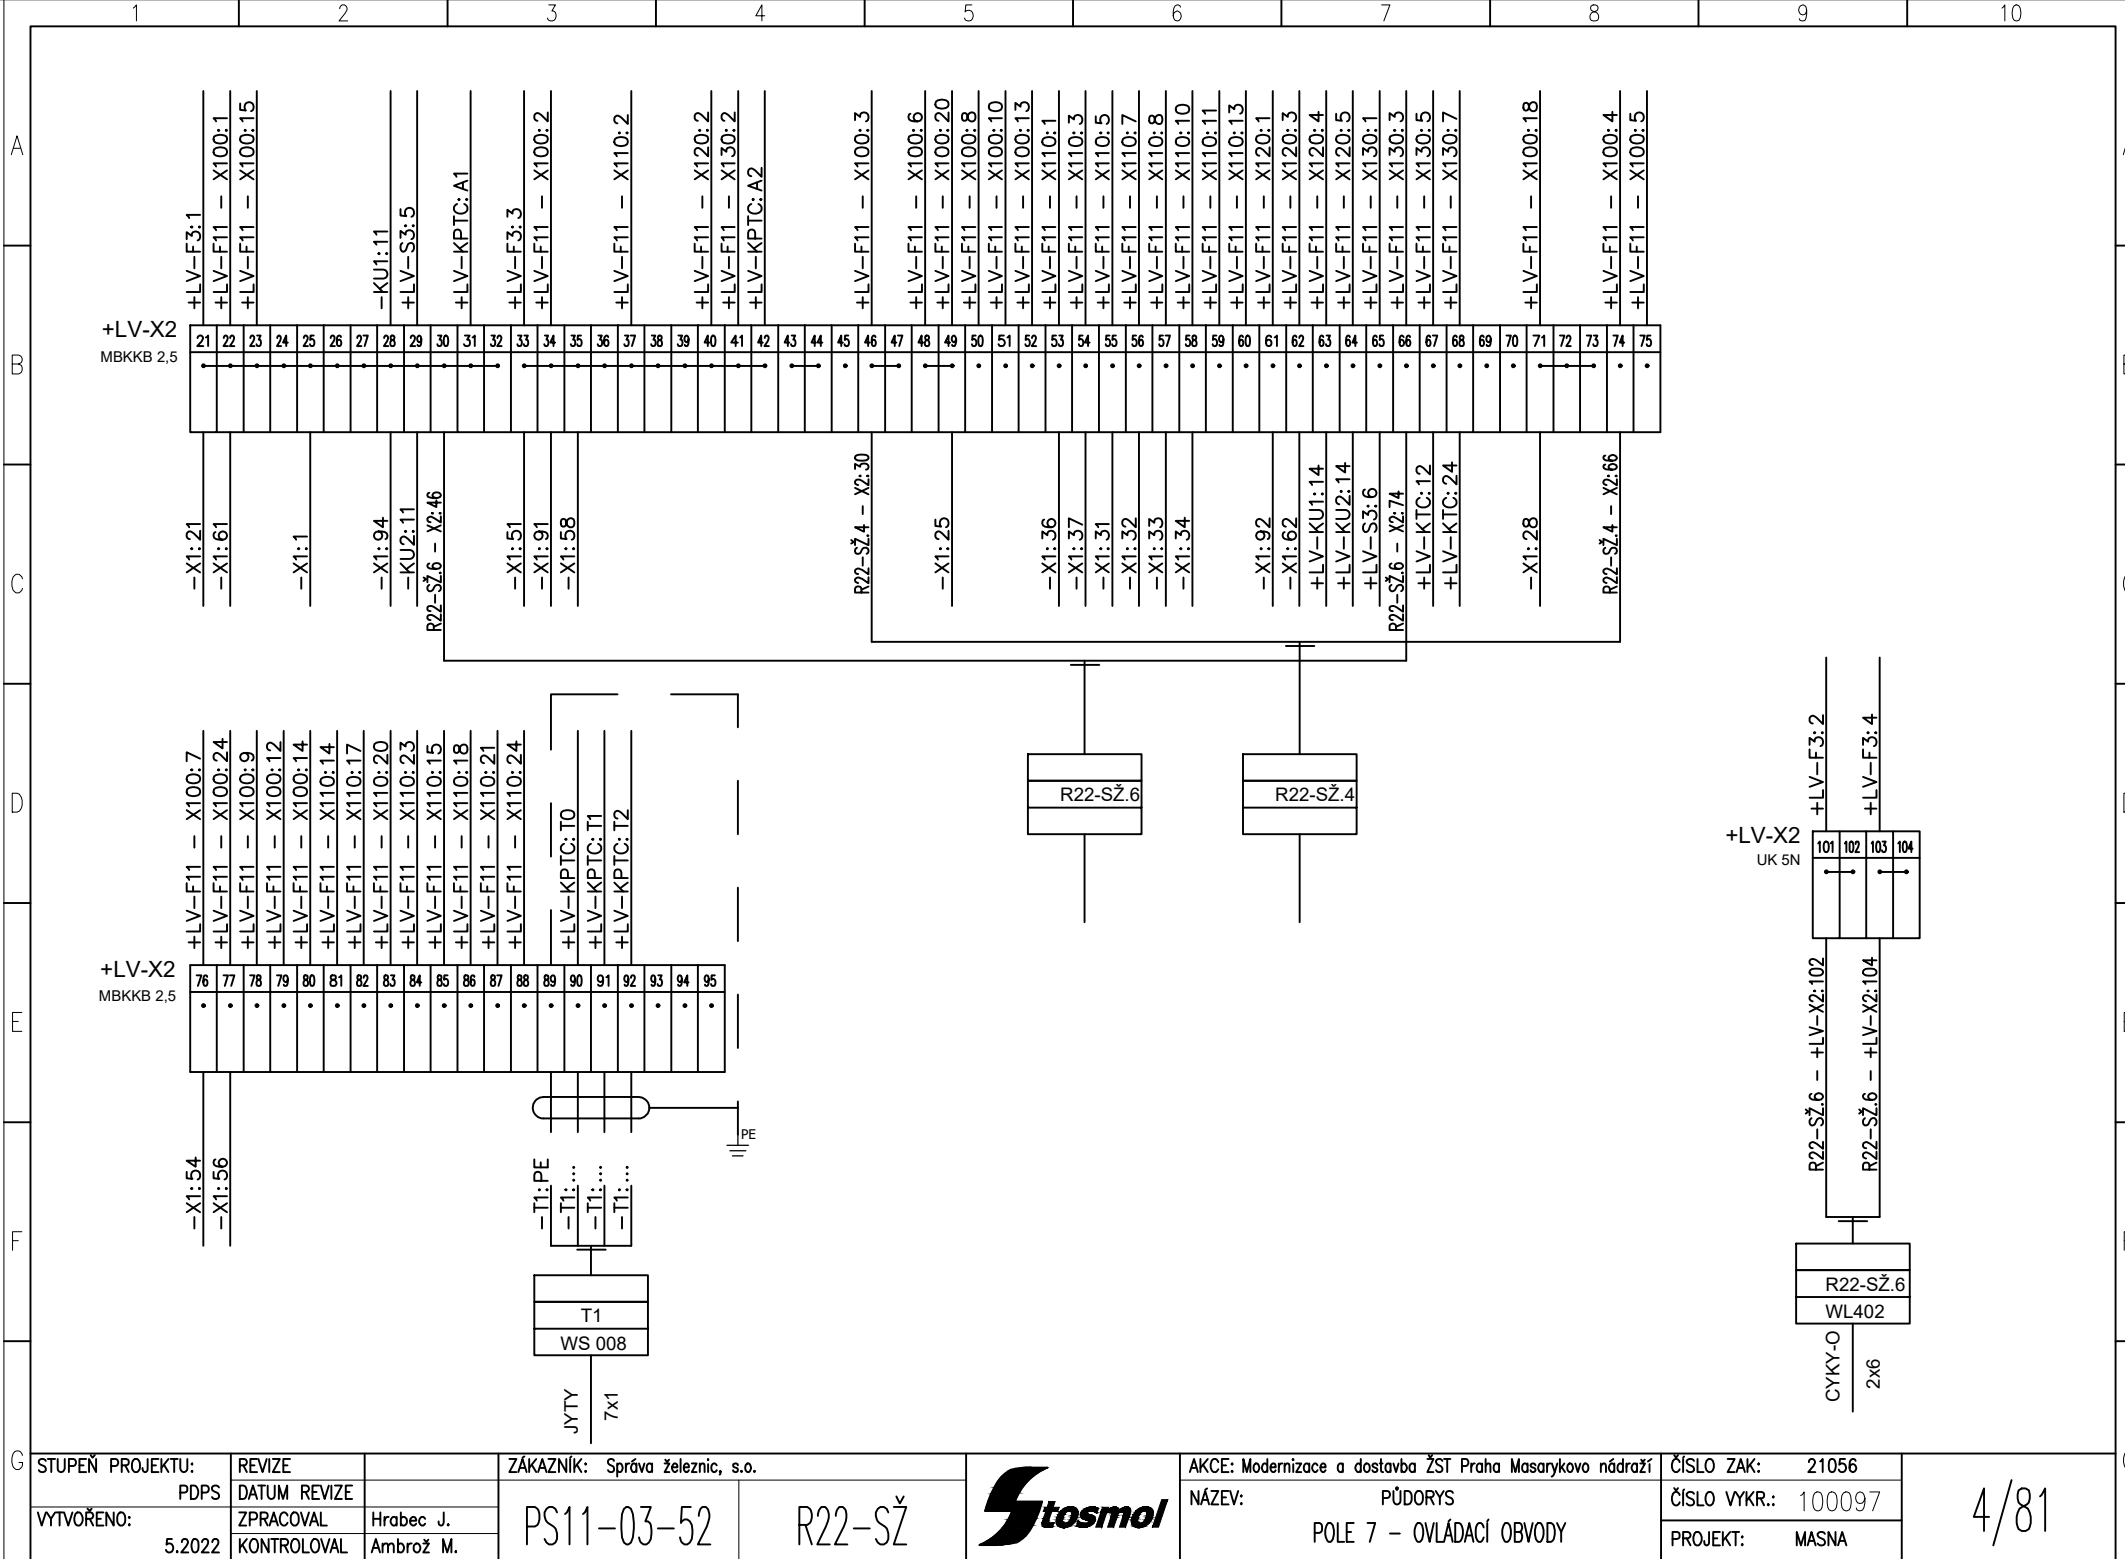 1 2 3 4 5 6 7 8 9 10
A
B
C
D
E
F
G
+LV-F3:1
+LV-F11 - X100:1
+LV-F11 - X100:15
-KU1:11
+LV-S3:5
+LV-KPTC:A1
+LV-F3:3
+LV-F11 - X100:2
+LV-F11 - X110:2
+LV-F11 - X120:2
+LV-F11 - X130:2
+LV-KPTC:A2
+LV-F11 - X100:3
+LV-F11 - X100:6
+LV-F11 - X100:20
+LV-F11 - X100:8
+LV-F11 - X100:10
+LV-F11 - X100:13
+LV-F11 - X110:1
+LV-F11 - X110:3
+LV-F11 - X110:5
+LV-F11 - X110:7
+LV-F11 - X110:8
+LV-F11 - X110:10
+LV-F11 - X110:11
+LV-F11 - X110:13
+LV-F11 - X120:1
+LV-F11 - X120:3
+LV-F11 - X120:4
+LV-F11 - X120:5
+LV-F11 - X130:1
+LV-F11 - X130:3
+LV-F11 - X130:5
+LV-F11 - X130:7
+LV-F11 - X100:18
+LV-F11 - X100:4
+LV-F11 - X100:5
+LV-X2
MBKKB 2,5
21 22 23 24 25 26 27 28 29 30 31 32 33 34 35 36 37 38 39 40 41 42 43 44 45 46 47 48 49 50 51 52 53 54 55 56 57 58 59 60 61 62 63 64 65 66 67 68 69 70 71 72 73 74 75
-X1:21
-X1:61
-X1:1
-X1:94
-KU2:11
R22-SŽ.6 - X2:46
-X1:51
-X1:91
-X1:58
R22-SŽ.4 - X2:30
-X1:25
-X1:36
-X1:37
-X1:31
-X1:32
-X1:33
-X1:34
-X1:92
-X1:62
+LV-KU1:14
+LV-KU2:14
+LV-S3:6
R22-SŽ.6 - X2:74
+LV-KTC:12
+LV-KTC:24
-X1:28
R22-SŽ.4 - X2:66
R22-SŽ.6
R22-SŽ.4
+LV-F11 - X100:7
+LV-F11 - X100:24
+LV-F11 - X100:9
+LV-F11 - X100:12
+LV-F11 - X100:14
+LV-F11 - X110:14
+LV-F11 - X110:17
+LV-F11 - X110:20
+LV-F11 - X110:23
+LV-F11 - X110:15
+LV-F11 - X110:18
+LV-F11 - X110:21
+LV-F11 - X110:24
+LV-KPTC:T0
+LV-KPTC:T1
+LV-KPTC:T2
+LV-X2
MBKKB 2,5
76 77 78 79 80 81 82 83 84 85 86 87 88 89 90 91 92 93 94 95
-X1:54
-X1:56
PE
-T1:PE
-T1:...
-T1:...
-T1:...
T1
WS 008
JYTY
7x1
+LV-F3:2
+LV-F3:4
+LV-X2
UK 5N
101 102 103 104
R22-SŽ.6 - +LV-X2:102
R22-SŽ.6 - +LV-X2:104
R22-SŽ.6
WL402
CYKY-O
2x6
STUPEŇ PROJEKTU:
PDPS
VYTVOŘENO:
5.2022
REVIZE
DATUM REVIZE
ZPRACOVAL Hrabec J.
KONTROLOVAL Ambrož M.
ZÁKAZNÍK: Správa železnic, s.o.
PS11-03-52
R22-SŽ
Stosmol
AKCE: Modernizace a dostavba ŽST Praha Masarykovo nádraží
NÁZEV: PŮDORYS
POLE 7 - OVLÁDACÍ OBVODY
ČÍSLO ZAK: 21056
ČÍSLO VYKR.: 100097
PROJEKT: MASNA
4/81